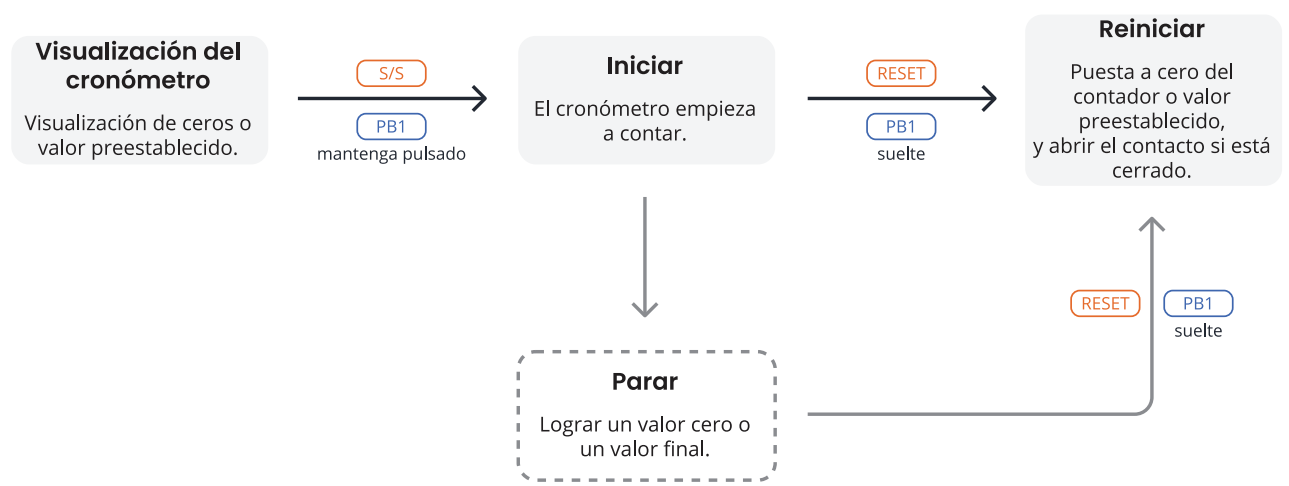 Visualización del
cronómetro
Visualización de ceros o
valor preestablecido.
S/S
PB1
mantenga pulsado
Iniciar
El cronómetro empieza
a contar.
RESET
PB1
suelte
Reiniciar
Puesta a cero del
contador o valor
preestablecido,
y abrir el contacto si está
cerrado.
Parar
Lograr un valor cero o
un valor final.
RESET
PB1
suelte